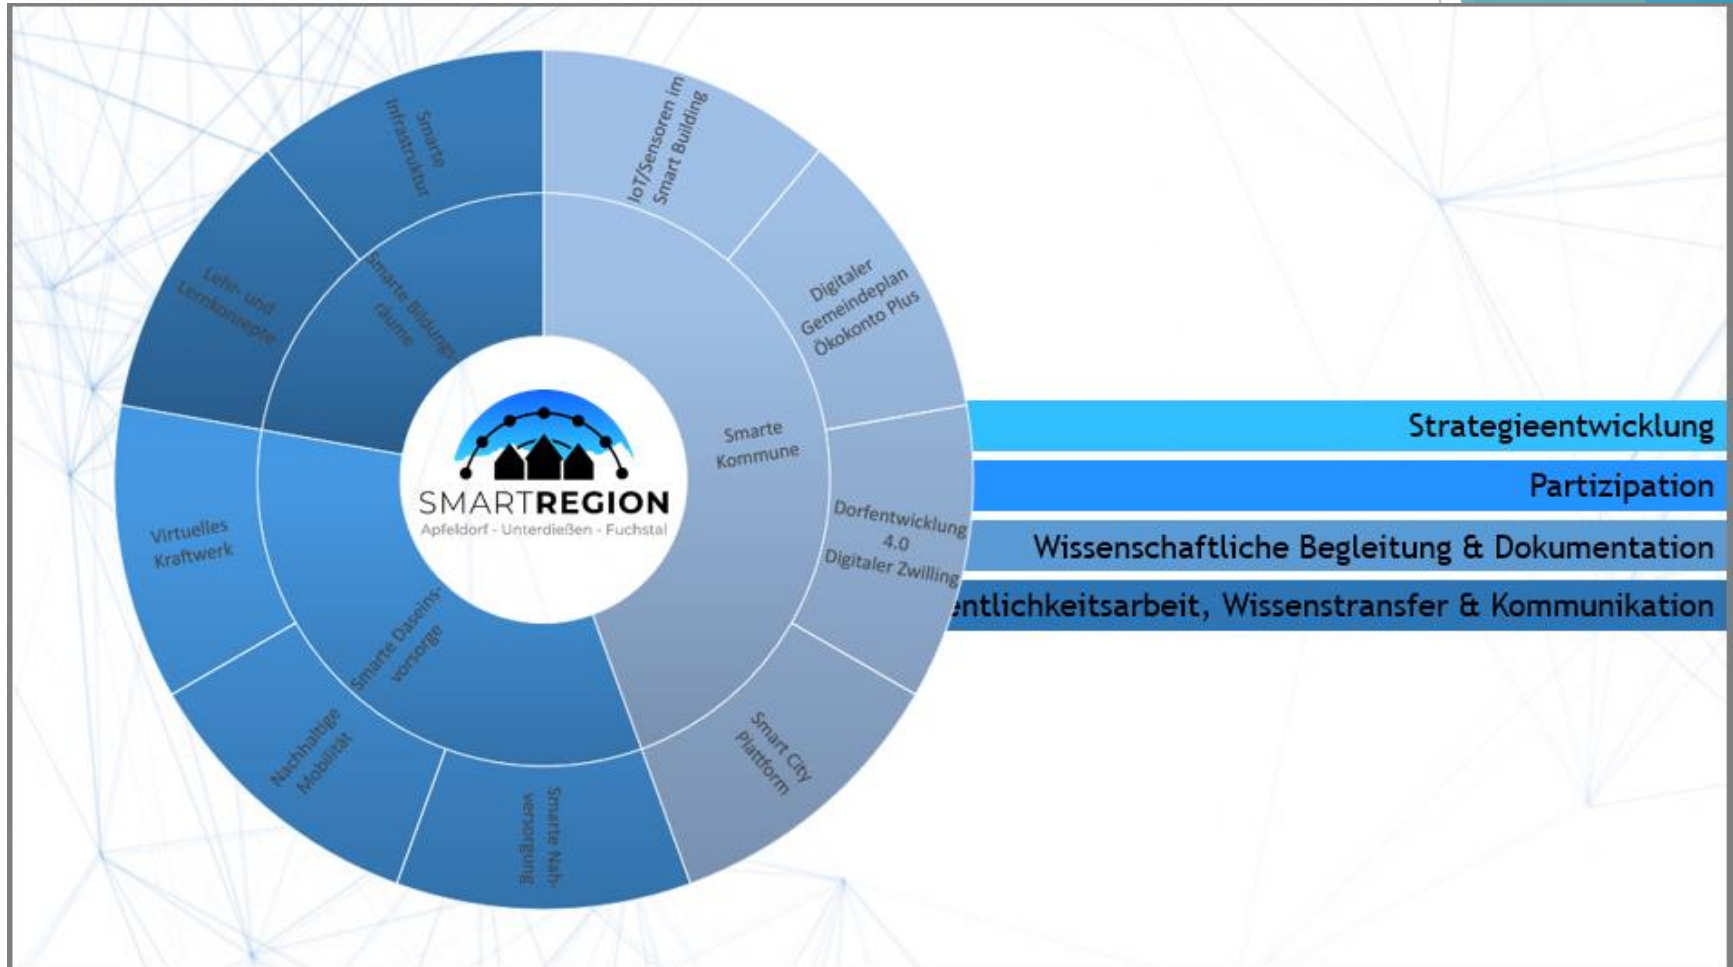 Smarte
Infrastruktur
IoT/Sensoren im
Smart Building
Lehr- und
Lernkonzepte
Smarte Bildungs-
räume
Digitaler
Gemeindeplan
Ökokonto Plus
Smarte
Kommune
SMARTREGION
Apfeldorf - Unterdießen - Fuchstal
Dorfentwicklung
4.0
Digitaler Zwilling
Virtuelles
Kraftwerk
Smarte Daseins-
vorsorge
Nachhaltige
Mobilität
Smarte Nah-
versorgung
Smart City
Plattform
Strategieentwicklung
Partizipation
Wissenschaftliche Begleitung & Dokumentation
entlichkeitsarbeit, Wissenstransfer & Kommunikation